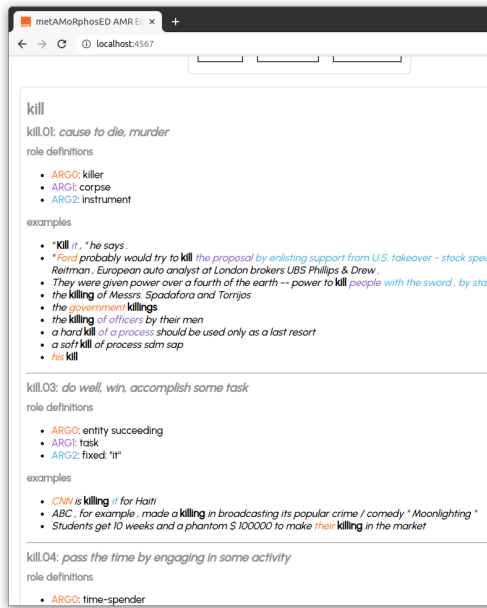 metAMoRphosED AMR E
localhost:4567
kill
kill.01: cause to die, murder
role definitions
ARG0: killer
ARG1: corpse
ARG2: instrument
examples
" Kill it , " he says .
" Ford probably would try to kill the proposal by enlisting support from U.S. takeover - stock spec
Reitman , European auto analyst at London brokers UBS Phillips & Drew .
They were given power over a fourth of the earth -- power to kill people with the sword , by sta
the killing of Messrs. Spadafora and Torrijos
the government killings
the killing of officers by their men
a hard kill of a process should be used only as a last resort
a soft kill of process sdm sap
his kill
kill.03: do well, win, accomplish some task
role definitions
ARG0: entity succeeding
ARG1: task
ARG2: fixed: "it"
examples
CNN is killing it for Haiti
ABC , for example , made a killing in broadcasting its popular crime / comedy " Moonlighting "
Students get 10 weeks and a phantom $ 100000 to make their killing in the market
kill.04: pass the time by engaging in some activity
role definitions
ARG0: time-spender